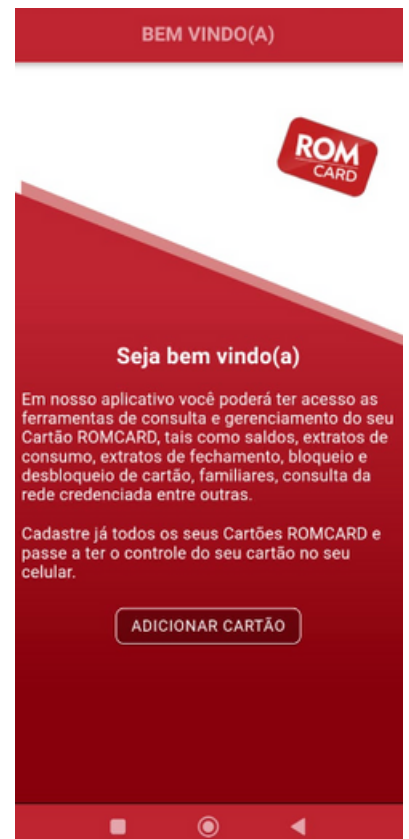 BEM VINDO(A)
ROM
CARD
Seja bem vindo(a)
Em nosso aplicativo você poderá ter acesso as
ferramentas de consulta e gerenciamento do seu
Cartão ROMCARD, tais como saldos, extratos de
consumo, extratos de fechamento, bloqueio e
desbloqueio de cartão, familiares, consulta da
rede credenciada entre outras.
Cadastre já todos os seus Cartões ROMCARD e
passe a ter o controle do seu cartão no seu
celular.
ADICIONAR CARTÃO